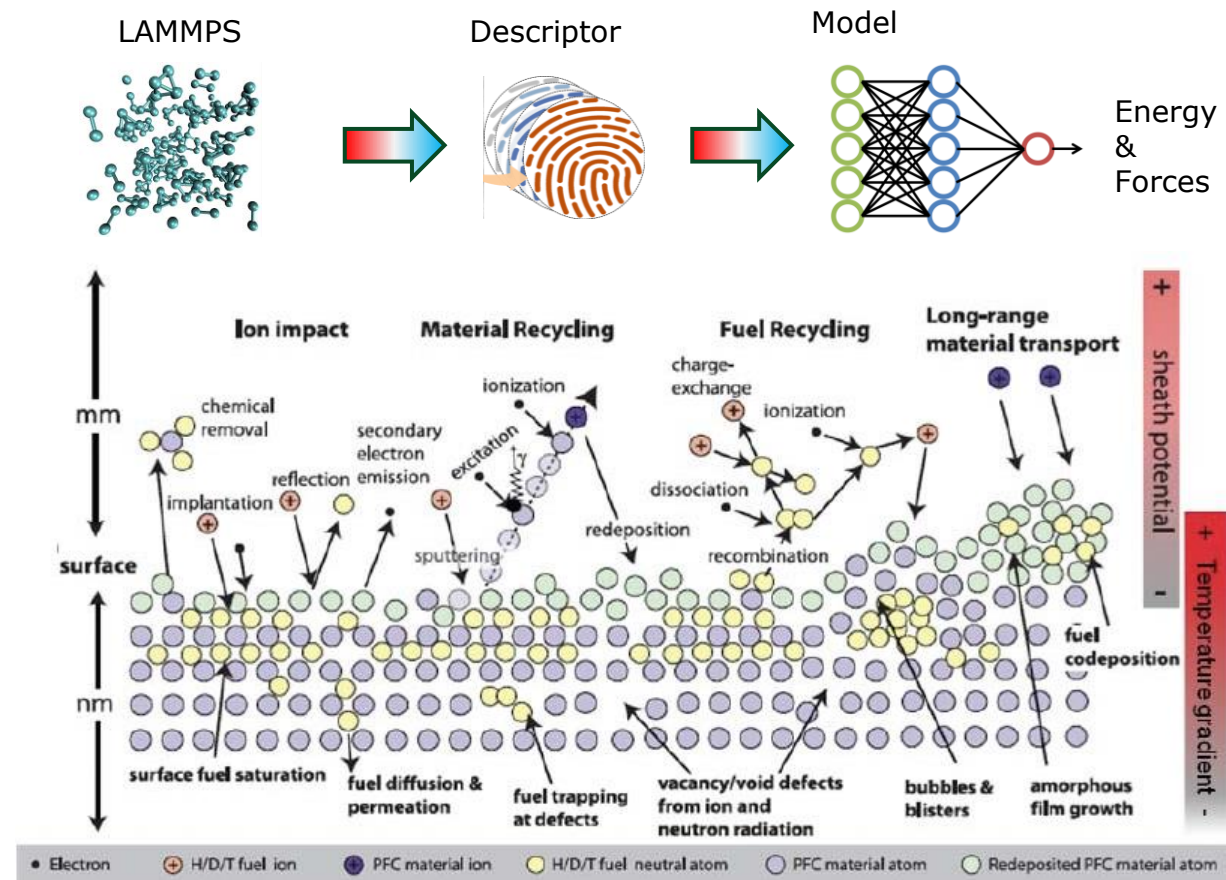 LAMMPS
Descriptor
Model
Energy
&
Forces
Ion impact
Material Recycling
Fuel Recycling
Long-range
material transport
+
sheath potential
-
mm
surface
nm
chemical
removal
implantation
reflection
secondary
electron
emission
ionization
excitation
γ
sputtering
redeposition
charge-
exchange
ionization
dissociation
recombination
fuel
codeposition
+
Temperature gradient
-
surface fuel saturation
fuel diffusion &
permeation
fuel trapping
at defects
vacancy/void defects
from ion and
neutron radiation
bubbles &
blisters
amorphous
film growth
Electron
H/D/T fuel ion
PFC material ion
H/D/T fuel neutral atom
PFC material atom
Redeposited PFC material atom